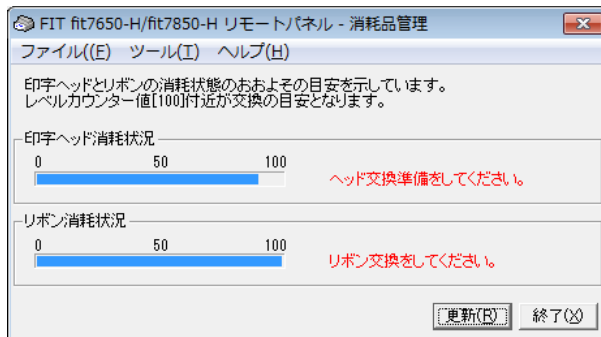 FIT fit7650-H/fit7850-H リモートパネル - 消耗品管理
ファイル((F) ツール(T) ヘルプ(H)
印字ヘッドとリボンの消耗状態のおおよその目安を示しています。
レベルカウンター値[100]付近が交換の目安となります。
印字ヘッド消耗状況
0 50 100
ヘッド交換準備をしてください。
リボン消耗状況
0 50 100
リボン交換をしてください。
更新(R) 終了(X)